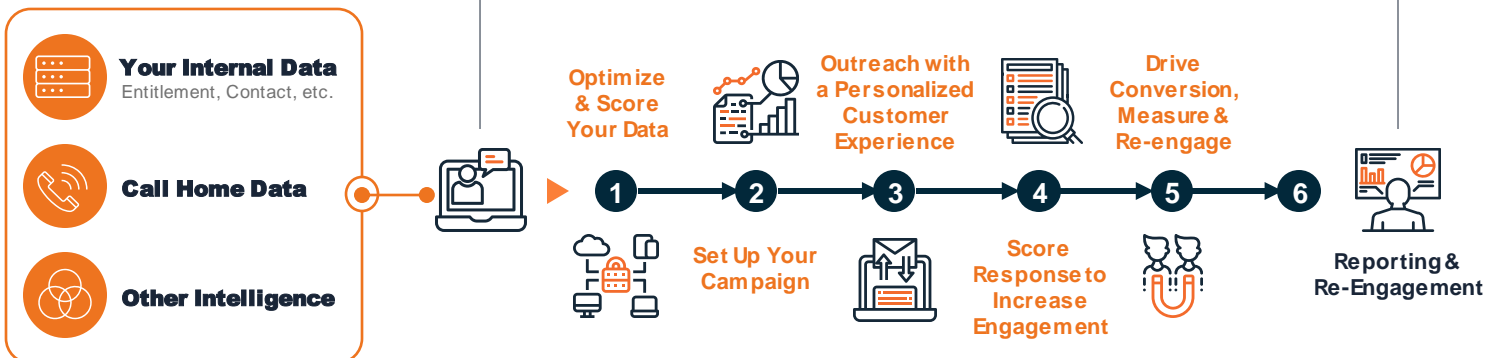 Your Internal Data
Entitlement, Contact, etc.
Call Home Data
Other Intelligence
Optimize
& Score
Your Data
1
2
Set Up Your
Campaign
Outreach with
a Personalized
Customer
Experience
3
4
Score
Response to
Increase
Engagement
Drive
Conversion,
Measure &
Re-engage
5
6
Reporting &
Re-Engagement